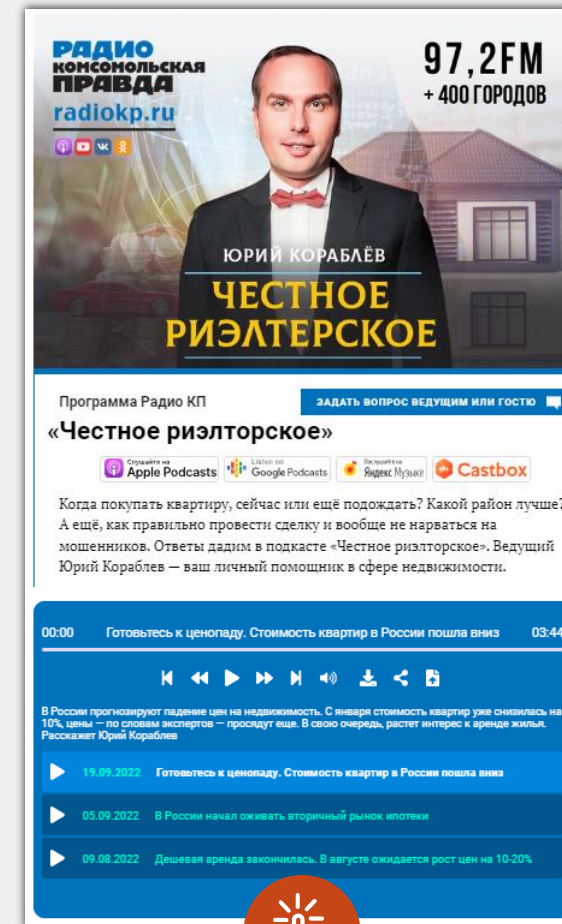 РАДИО
КОМСОМОЛЬСКАЯ
ПРАВДА
radiokp.ru
97,2FM
+ 400 ГОРОДОВ
ЮРИЙ КОРАБЛЁВ
ЧЕСТНОЕ
РИЭЛТЕРСКОЕ
Программа Радио КП
ЗАДАТЬ ВОПРОС ВЕДУЩИМ ИЛИ ГОСТЮ
«Честное риэлторское»
Слушайте на
Apple Podcasts
Listen on
Google Podcasts
Слушайте на
Яндекс Музыке
Castbox
Когда покупать квартиру, сейчас или ещё подождать? Какой район лучше?
А ещё, как правильно провести сделку и вообще не нарваться на
мошенников. Ответы дадим в подкасте «Честное риэлторское». Ведущий
Юрий Кораблев — ваш личный помощник в сфере недвижимости.
00:00 Готовьтесь к ценопаду. Стоимость квартир в России пошла вниз 03:44
В России прогнозируют падение цен на недвижимость. С января стоимость квартир уже снизилась на
10%, цены — по словам экспертов — просядут еще. В свою очередь, растет интерес к аренде жилья.
Расскажет Юрий Кораблев
19.09.2022 Готовьтесь к ценопаду. Стоимость квартир в России пошла вниз
05.09.2022 В России начал оживать вторичный рынок ипотеки
09.08.2022 Дешевая аренда закончилась. В августе ожидается рост цен на 10-20%